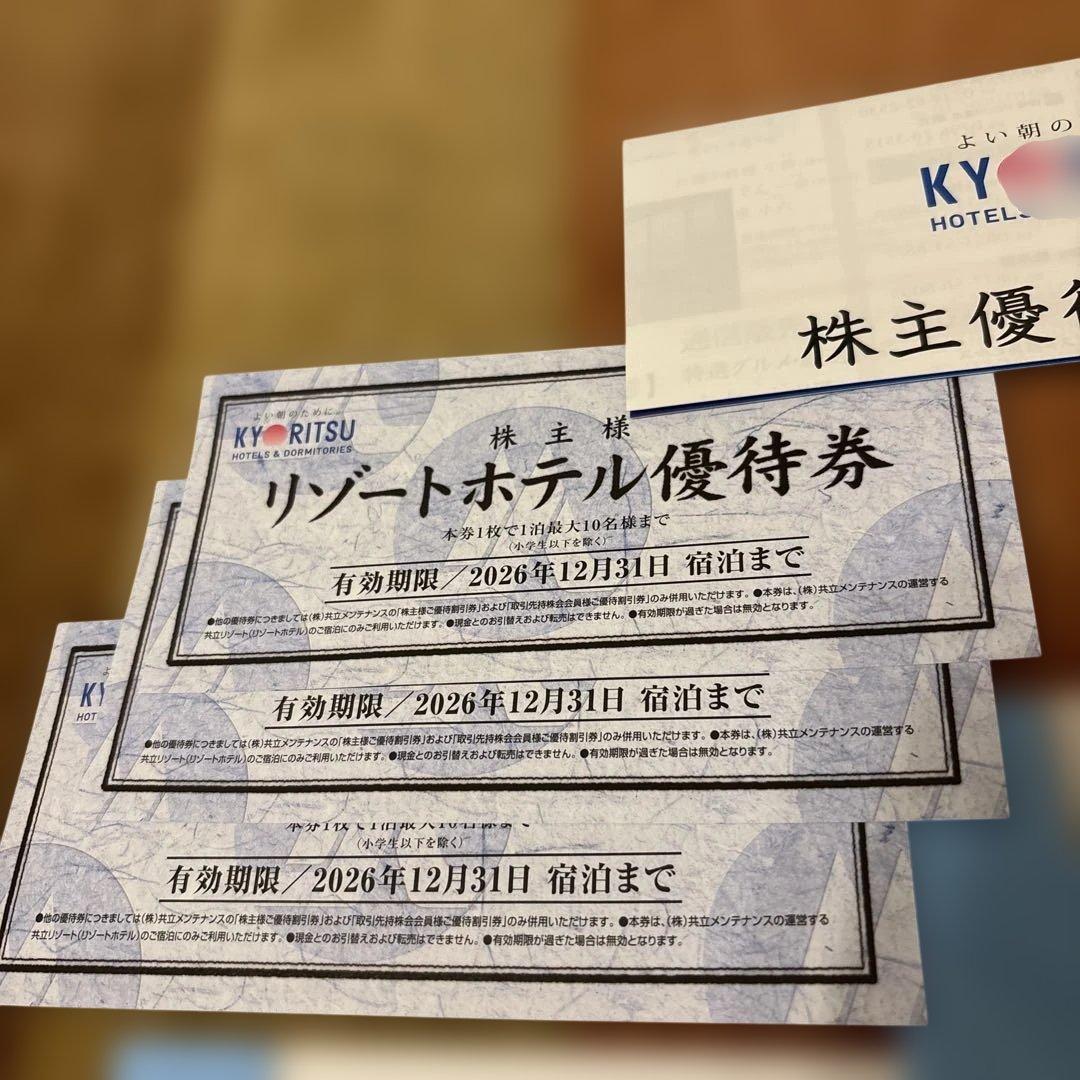 よい朝の
KY
HOTELS
株主優待
よい朝のために。
KYORITSU
HOTELS & DORMITORIES
株主様
リゾートホテル優待券
本券1枚で1泊最大10名様まで
(小学生以下を除く)
有効期限/2026年12月31日 宿泊まで
●他の優待券につきましては(株)共立メンテナンスの「株主様ご優待割引券」および「取引先持株会会員様ご優待割引券」のみ併用いただけます。●本券は、(株)共立メンテナンスの運営する
共立リゾート(リゾートホテル)のご宿泊にのみご利用いただけます。●現金とのお引替えおよび転売はできません。●有効期限が過ぎた場合は無効となります。
有効期限/2026年12月31日 宿泊まで
●他の優待券につきましては(株)共立メンテナンスの「株主様ご優待割引券」および「取引先持株会会員様ご優待割引券」のみ併用いただけます。●本券は、(株)共立メンテナンスの運営する
共立リゾート(リゾートホテル)のご宿泊にのみご利用いただけます。●現金とのお引替えおよび転売はできません。●有効期限が過ぎた場合は無効となります。
KY
HOT
本券1枚で1泊最大10名様まで
(小学生以下を除く)
有効期限/2026年12月31日 宿泊まで
●他の優待券につきましては(株)共立メンテナンスの「株主様ご優待割引券」および「取引先持株会会員様ご優待割引券」のみ併用いただけます。●本券は、(株)共立メンテナンスの運営する
共立リゾート(リゾートホテル)のご宿泊にのみご利用いただけます。●現金とのお引替えおよび転売はできません。●有効期限が過ぎた場合は無効となります。